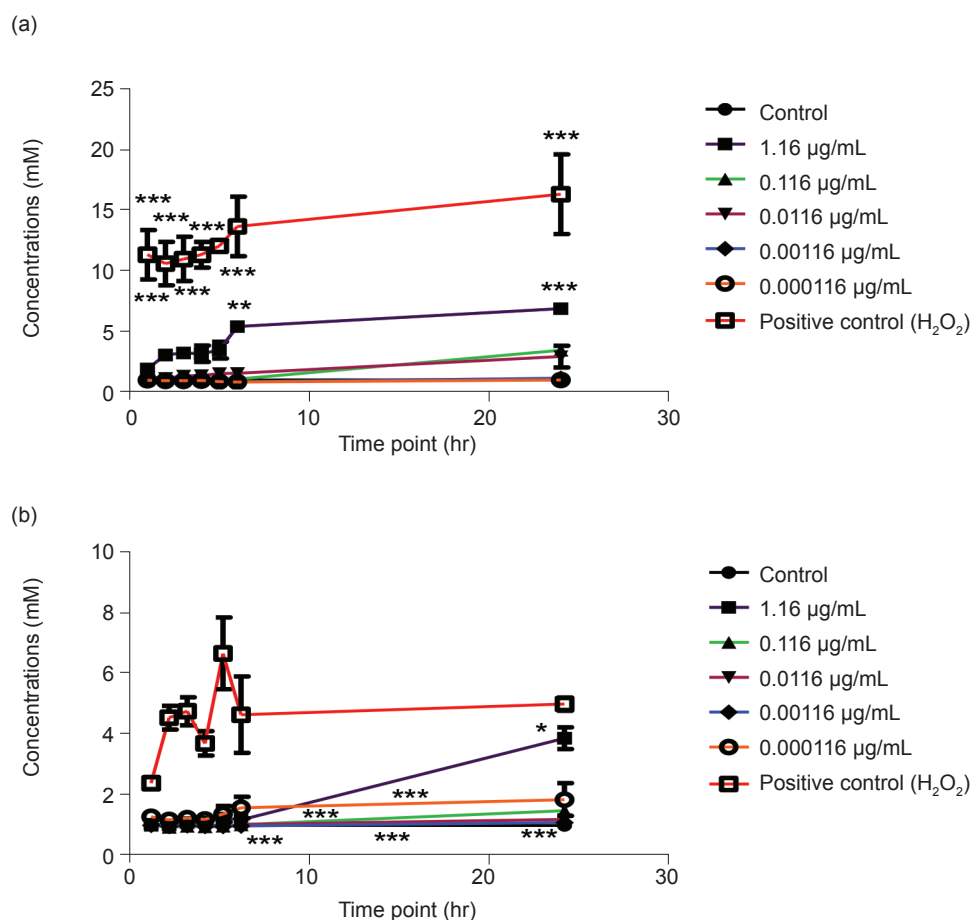 (a)
25
20
15
10
5
0
Concentrations (mM)
***
***
***
***
***
***
**
***
***
0
10
20
30
Time point (hr)
Control
1.16 µg/mL
0.116 µg/mL
0.0116 µg/mL
0.00116 µg/mL
0.000116 µg/mL
Positive control (H₂O₂)
(b)
10
8
6
4
2
0
Concentrations (mM)
*
***
***
***
***
***
0
10
20
30
Time point (hr)
Control
1.16 µg/mL
0.116 µg/mL
0.0116 µg/mL
0.00116 µg/mL
0.000116 µg/mL
Positive control (H₂O₂)